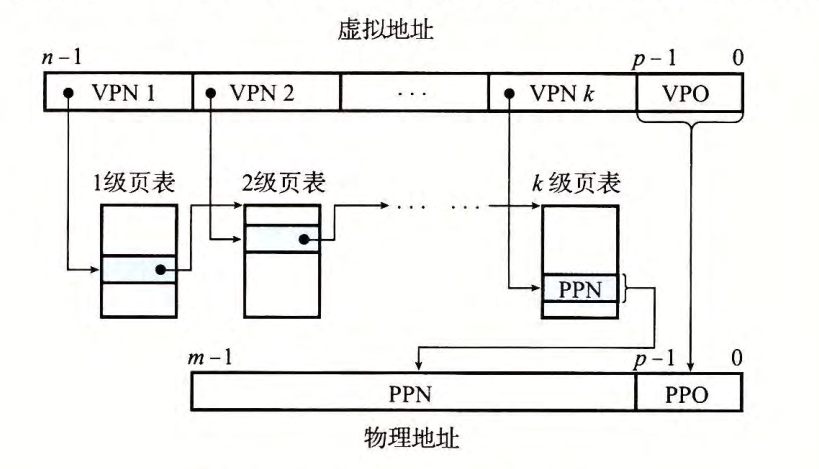 虚拟地址
n-1 p-1 0
VPN 1 VPN 2 ... VPN k VPO
1级页表 2级页表 ... ... k级页表
PPN
m-1 p-1 0
PPN PPO
物理地址